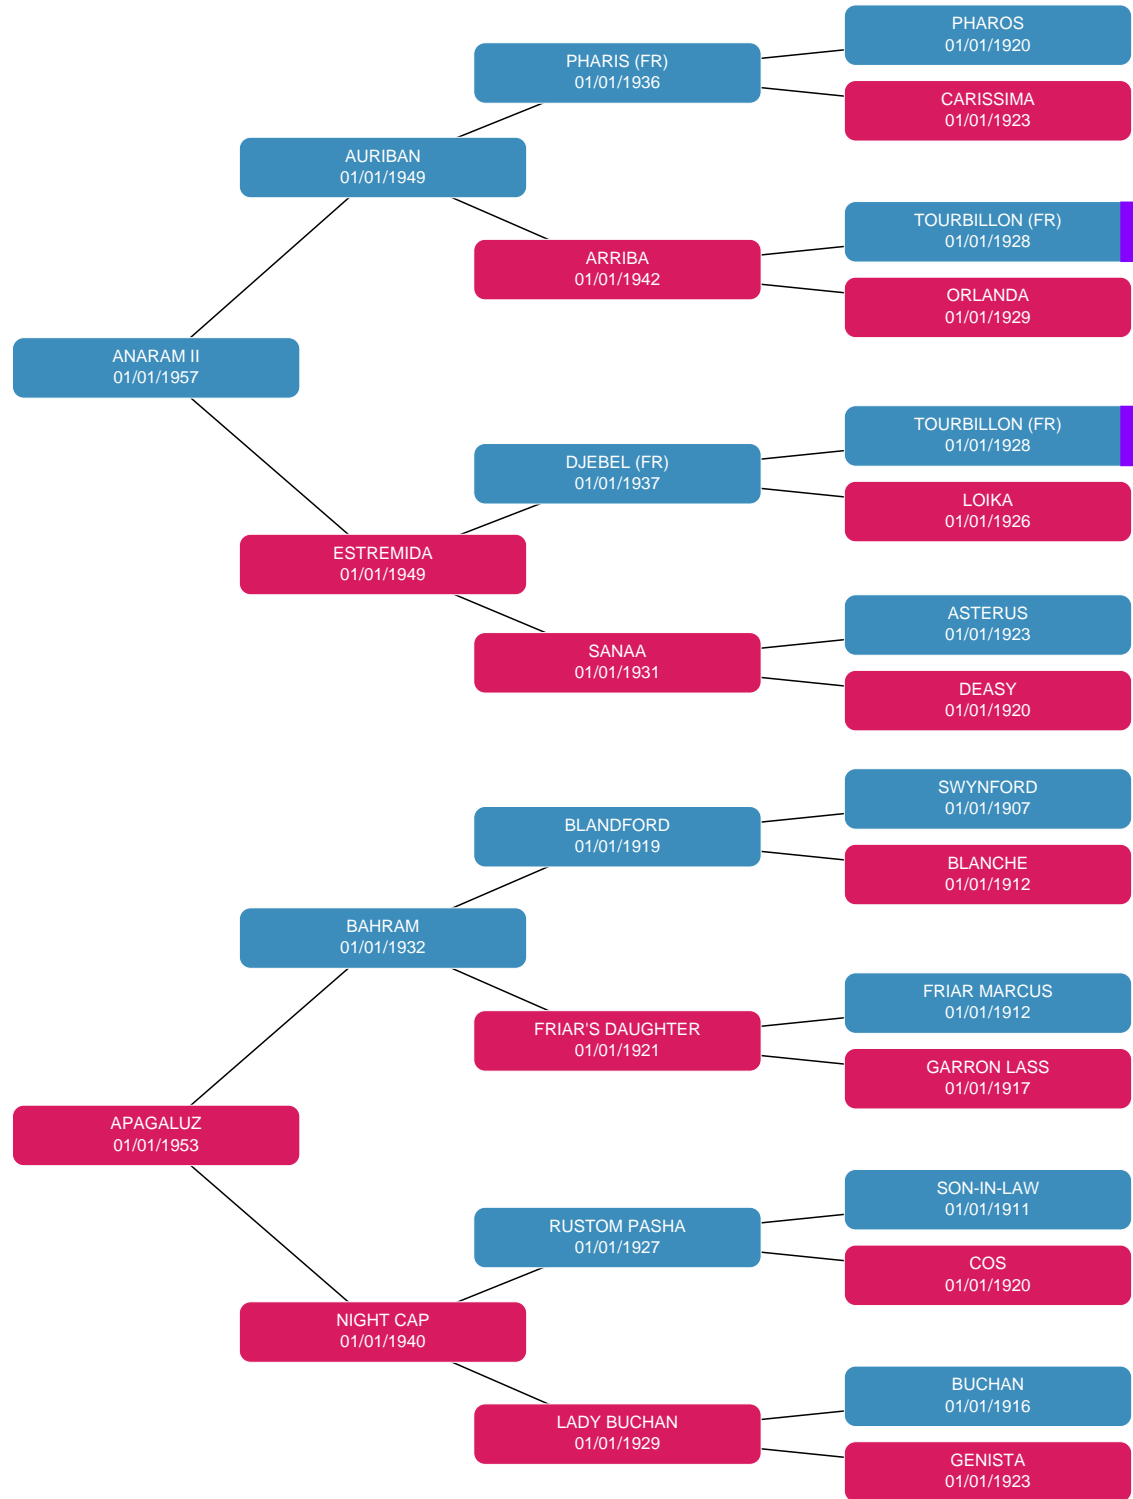 PHAROS
01/01/1920
PHARIS (FR)
01/01/1936
CARISSIMA
01/01/1923
AURIBAN
01/01/1949
TOURBILLON (FR)
01/01/1928
ARRIBA
01/01/1942
ORLANDA
01/01/1929
ANARAM II
01/01/1957
TOURBILLON (FR)
01/01/1928
DJEBEL (FR)
01/01/1937
LOIKA
01/01/1926
ESTREMIDA
01/01/1949
ASTERUS
01/01/1923
SANAA
01/01/1931
DEASY
01/01/1920
SWYNFORD
01/01/1907
BLANDFORD
01/01/1919
BLANCHE
01/01/1912
BAHRAM
01/01/1932
FRIAR MARCUS
01/01/1912
FRIAR'S DAUGHTER
01/01/1921
GARRON LASS
01/01/1917
APAGALUZ
01/01/1953
SON-IN-LAW
01/01/1911
RUSTOM PASHA
01/01/1927
COS
01/01/1920
NIGHT CAP
01/01/1940
BUCHAN
01/01/1916
LADY BUCHAN
01/01/1929
GENISTA
01/01/1923